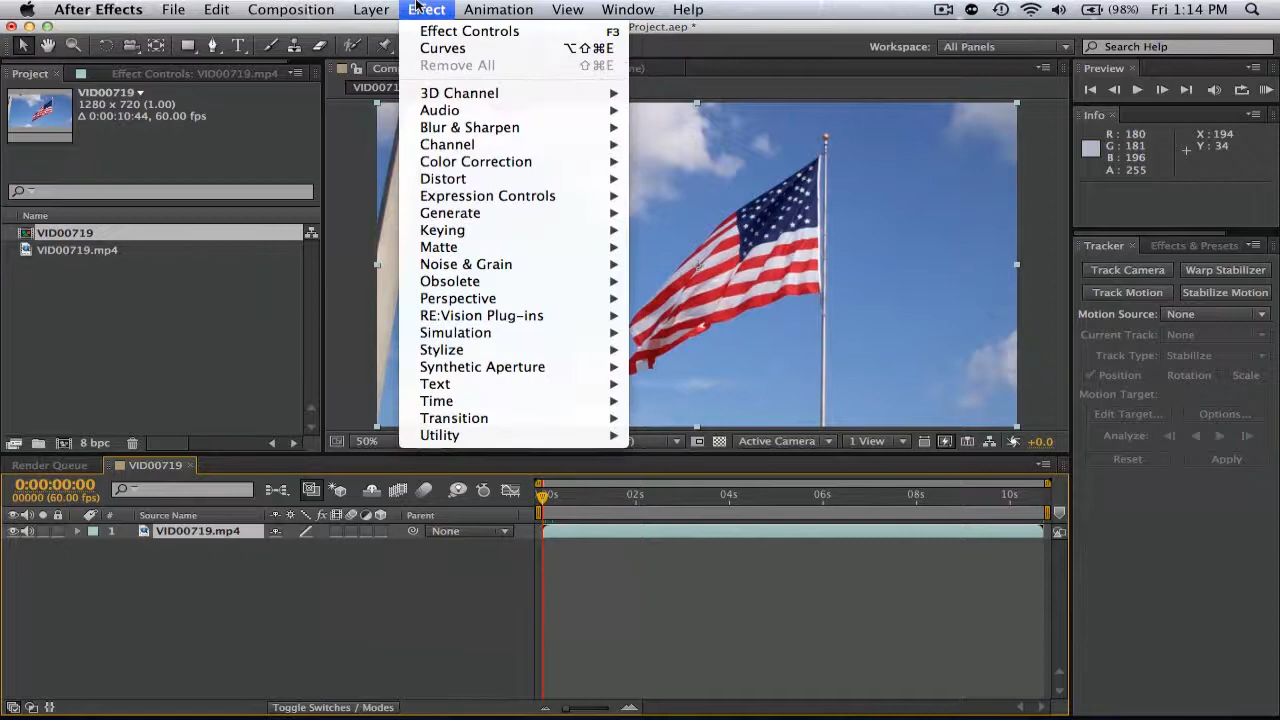 After Effects File Edit Composition Layer Effect Animation View Window Help (98%) Fri 1:14 PM
Project.aep *
Workspace: All Panels Search Help
Project Effect Controls: VID00719.mp4
VID00719
1280 x 720 (1.00)
Δ 0:00:10:44, 60.00 fps
Name
VID00719
VID00719.mp4
8 bpc
Effect Controls F3
Curves ⌥⇧⌘E
Remove All ⇧⌘E
3D Channel
Audio
Blur & Sharpen
Channel
Color Correction
Distort
Expression Controls
Generate
Keying
Matte
Noise & Grain
Obsolete
Perspective
RE:Vision Plug-ins
Simulation
Stylize
Synthetic Aperture
Text
Time
Transition
Utility
50% Active Camera 1 View +0.0
Preview
Info
R : 180
G : 181
B : 196
A : 255
X : 194
Y : 34
Tracker Effects & Presets
Track Camera Warp Stabilizer
Track Motion Stabilize Motion
Motion Source: None
Current Track: None
Track Type: Stabilize
Position Rotation Scale
Motion Target:
Edit Target... Options...
Analyze:
Reset Apply
Render Queue VID00719
0:00:00:00
00000 (60.00 fps)
# Source Name Parent
1 VID00719.mp4 None
02s 04s 06s 08s 10s
Toggle Switches / Modes